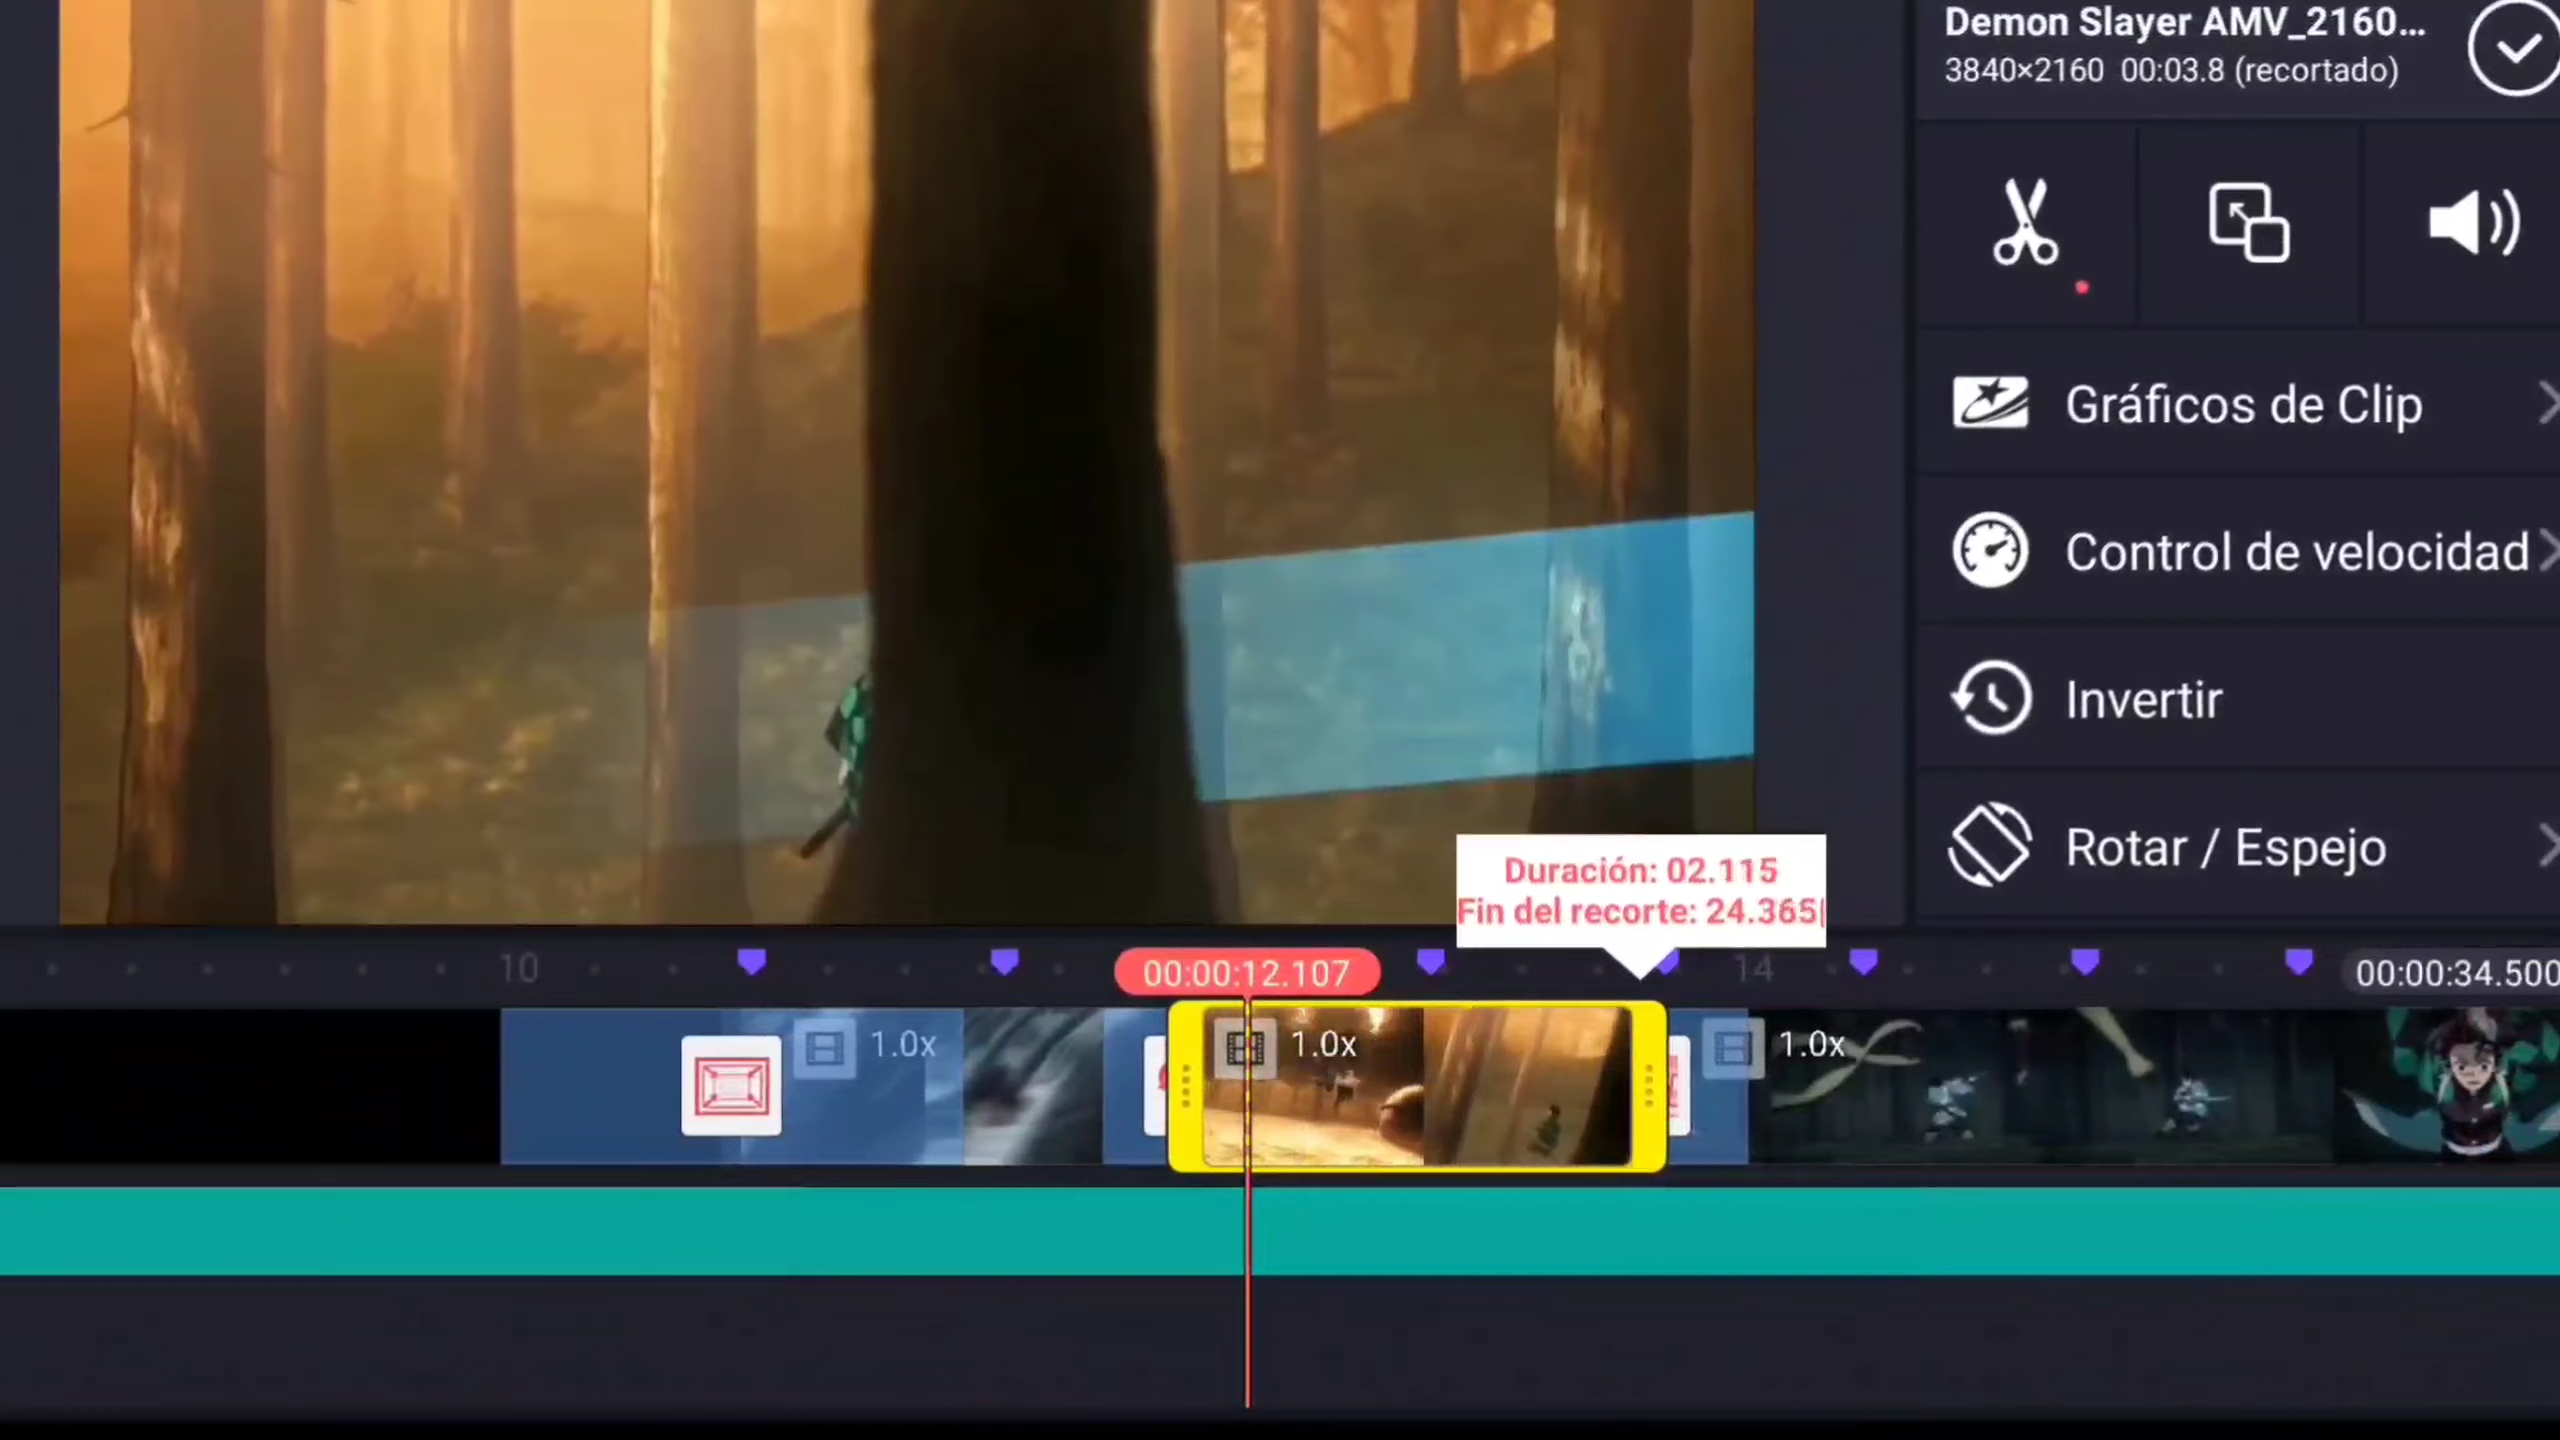 Demon Slayer AMV_2160...
3840×2160 00:03.8 (recortado)
Gráficos de Clip
Control de velocidad
Invertir
Rotar / Espejo
Duración: 02.115
Fin del recorte: 24.365
10
00:00:12.107
14
00:00:34.500
1.0x
1.0x
1.0x